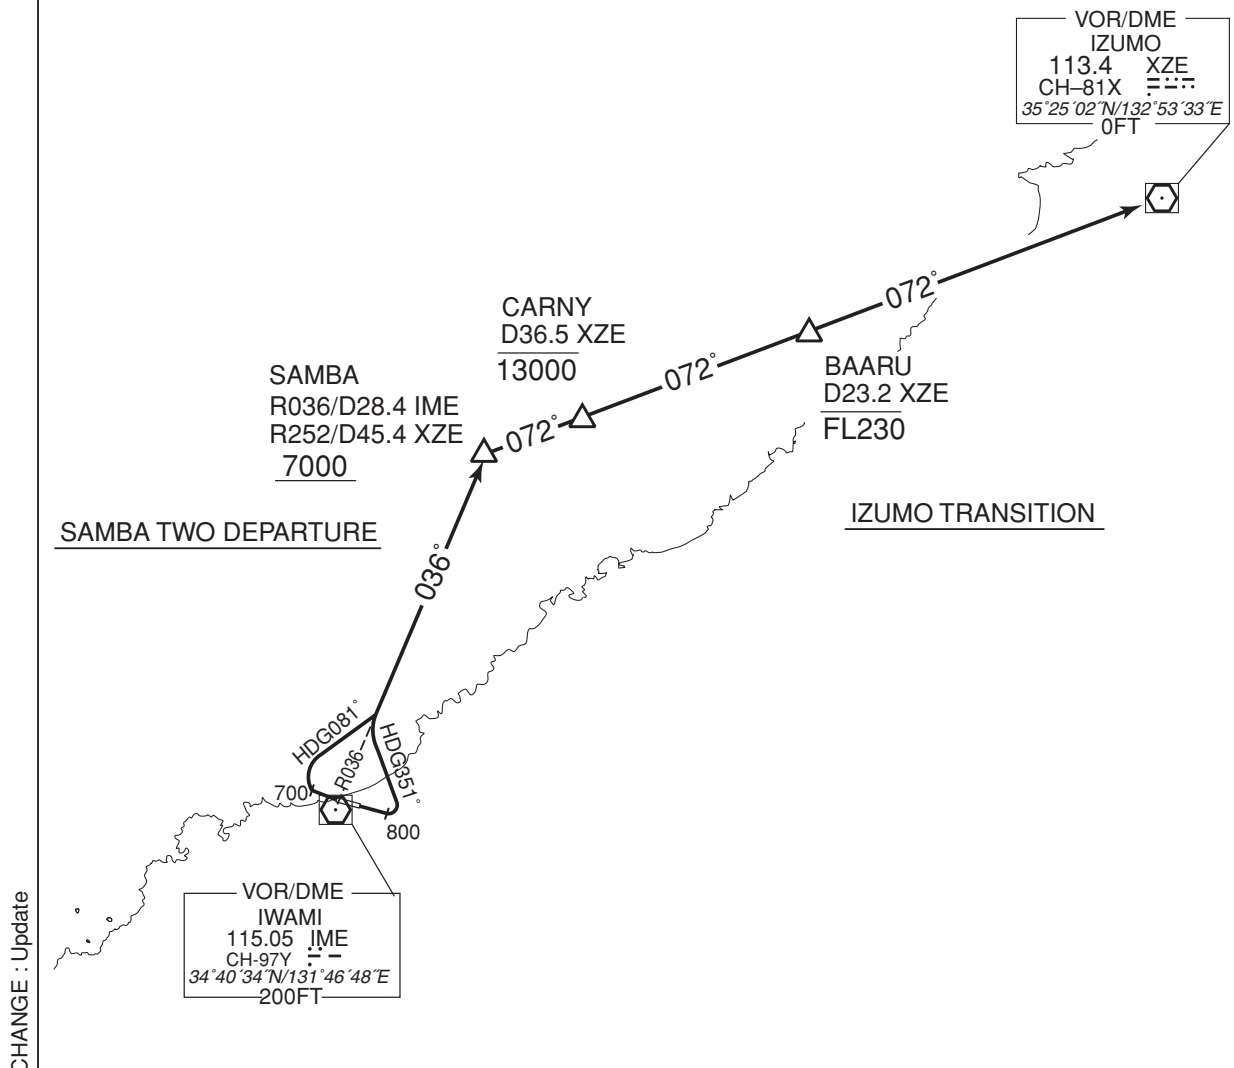 VOR/DME
IZUMO
113.4 XZE
CH–81X
35°25´02˝N/132°53´33˝E
0FT
072°
CARNY
D36.5 XZE
13000
072°
SAMBA
R036/D28.4 IME
R252/D45.4 XZE
7000
072°
BAARU
D23.2 XZE
FL230
SAMBA TWO DEPARTURE
IZUMO TRANSITION
036°
HDG081°
R036
HDG351°
700
800
VOR/DME
IWAMI
115.05 IME
CH-97Y
34°40´34˝N/131°46´48˝E
200FT
CHANGE : Update